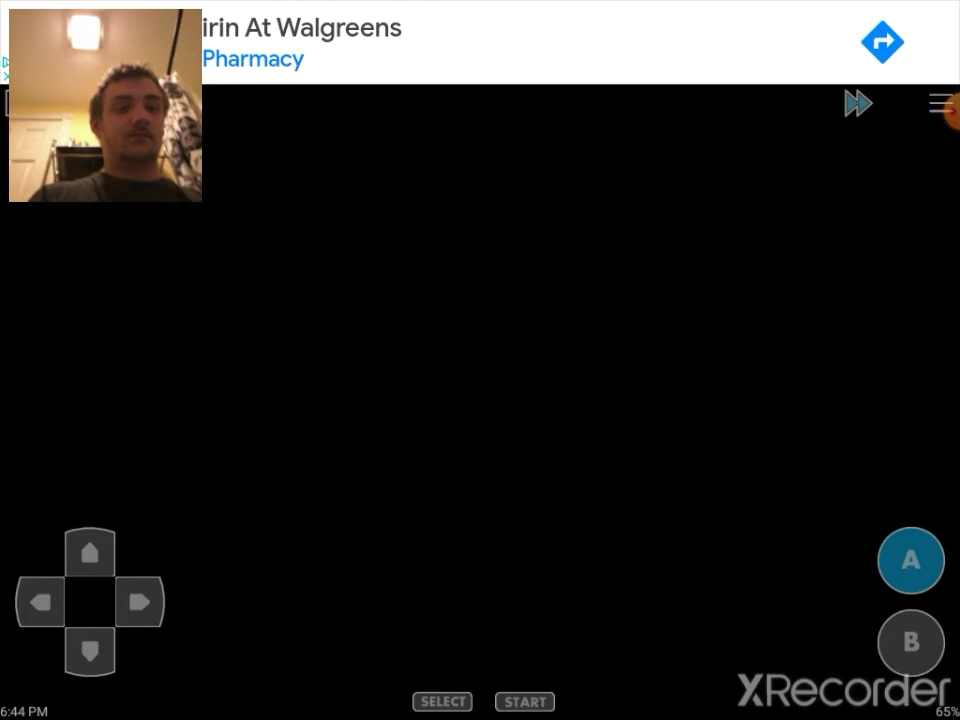 irin At Walgreens
Pharmacy
A
B
SELECT
START
XRecorder
6:44 PM
65%